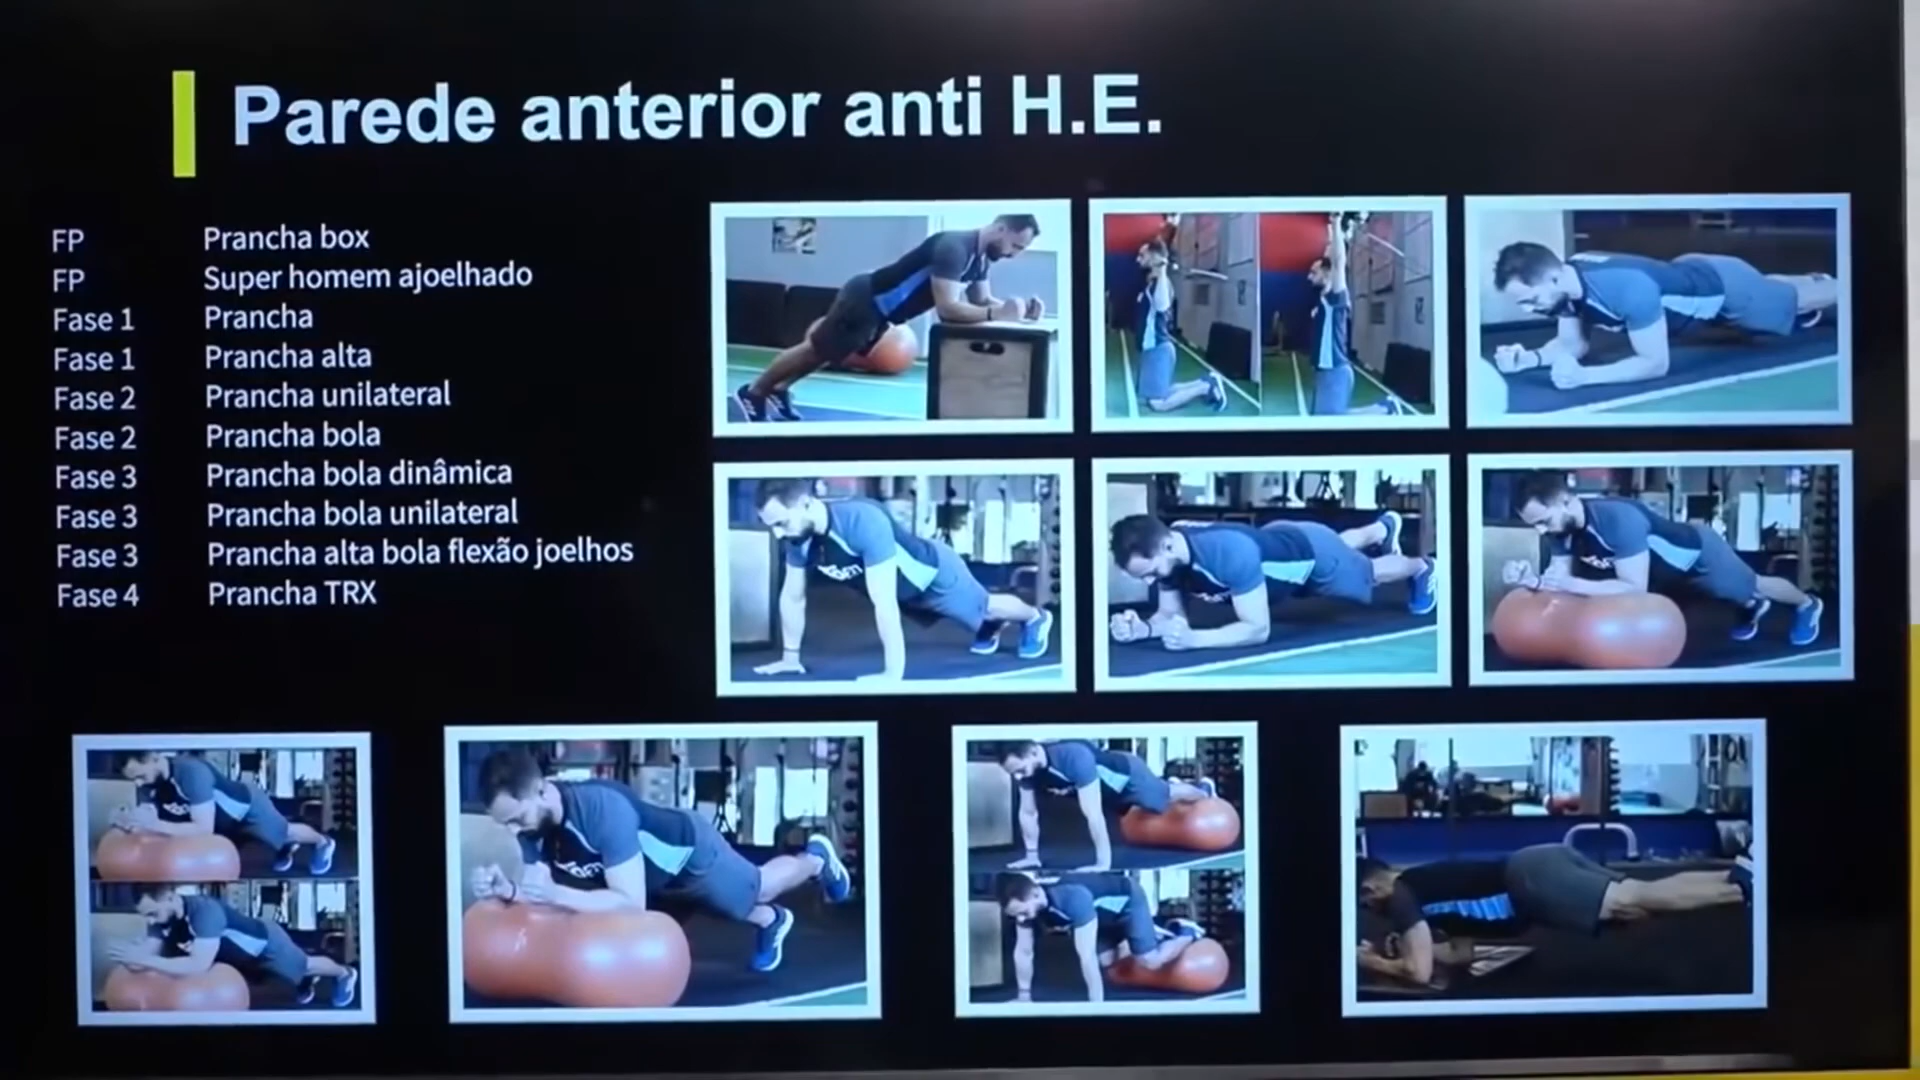 Parede anterior anti H.E.
FP Prancha box
FP Super homem ajoelhado
Fase 1 Prancha
Fase 1 Prancha alta
Fase 2 Prancha unilateral
Fase 2 Prancha bola
Fase 3 Prancha bola dinâmica
Fase 3 Prancha bola unilateral
Fase 3 Prancha alta bola flexão joelhos
Fase 4 Prancha TRX